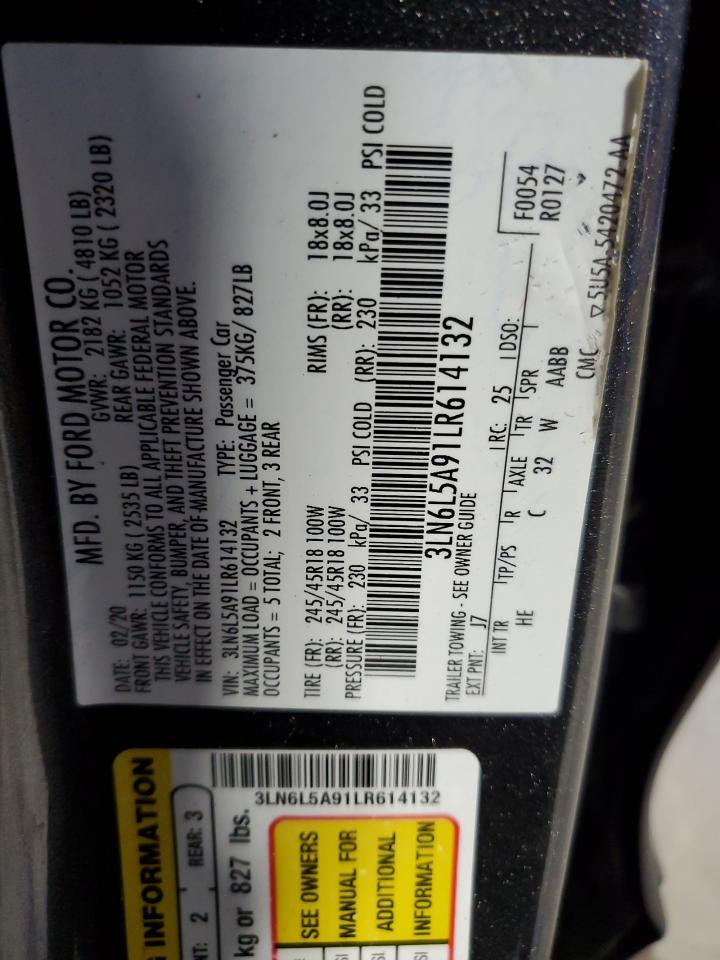 MFD. BY FORD MOTOR CO.
DATE: 02/20 GVWR: 2182 KG ( 4810 LB)
FRONT GAWR: 1150 KG ( 2535 LB) REAR GAWR: 1052 KG ( 2320 LB)
THIS VEHICLE CONFORMS TO ALL APPLICABLE FEDERAL MOTOR
VEHICLE SAFETY, BUMPER, AND THEFT PREVENTION STANDARDS
IN EFFECT ON THE DATE OF MANUFACTURE SHOWN ABOVE.
VIN: 3LN6L5A91LR614132 TYPE: Passenger Car
MAXIMUM LOAD = OCCUPANTS + LUGGAGE = 375KG/ 827LB
OCCUPANTS = 5 TOTAL; 2 FRONT, 3 REAR
TIRE (FR): 245/45R18 100W RIMS (FR): 18x8.0J
(RR): 245/45R18 100W (RR): 18x8.0J
PRESSURE (FR): 230 kPa/ 33 PSI COLD (RR): 230 kPa/ 33 PSI COLD
3LN6L5A91LR614132
TRAILER TOWING - SEE OWNER GUIDE
EXT PNT: J7 RC: 25 DSO: F0054
R0127
INT TR TP/PS R AXLE TR SPR
HE C 32 W AABB
CMC ▽ 5U5A-5420472-AA
3LN6L5A91LR614132
INFORMATION
2 REAR: 3
kg or 827 lbs.
SEE OWNERS
MANUAL FOR
ADDITIONAL
INFORMATION